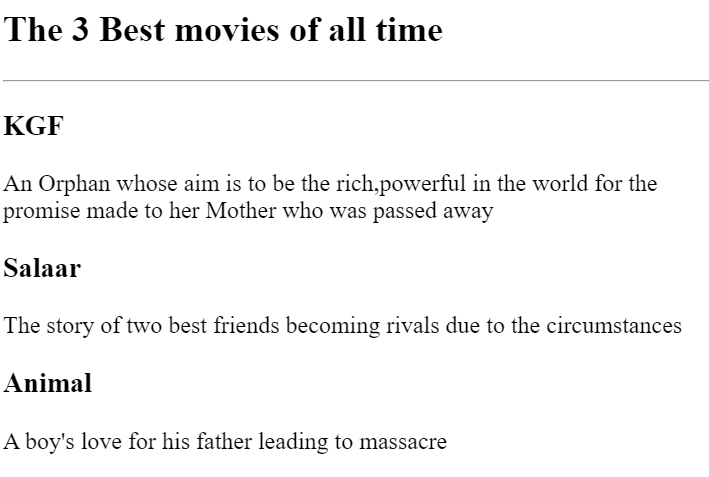 The 3 Best movies of all time
KGF
An Orphan whose aim is to be the rich,powerful in the world for the
promise made to her Mother who was passed away
Salaar
The story of two best friends becoming rivals due to the circumstances
Animal
A boy's love for his father leading to massacre